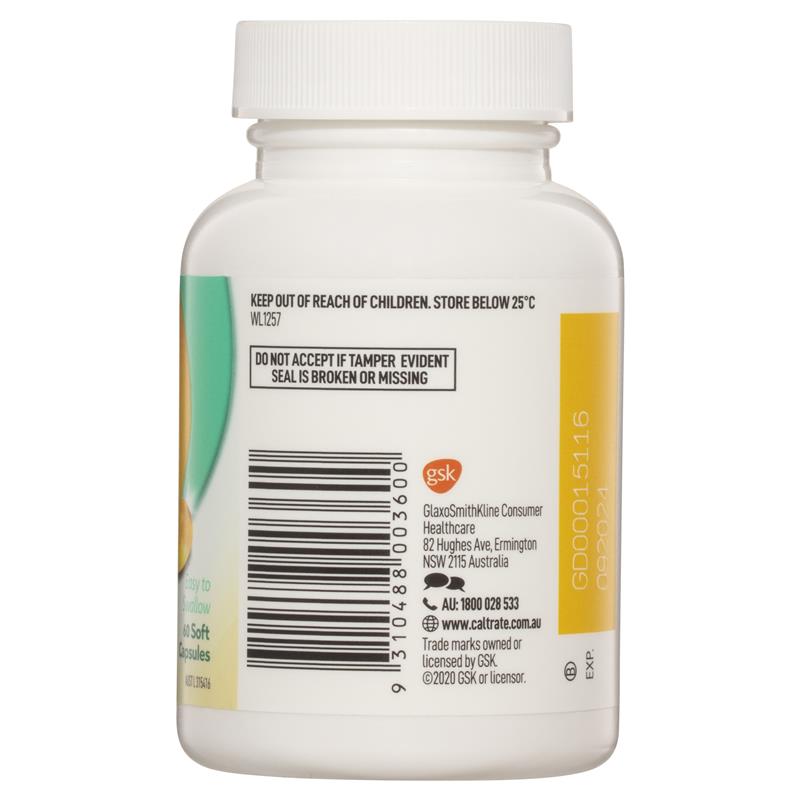 KEEP OUT OF REACH OF CHILDREN. STORE BELOW 25°C
WL1257
DO NOT ACCEPT IF TAMPER EVIDENT
SEAL IS BROKEN OR MISSING
9 310488 003600
gsk
GlaxoSmithKline Consumer
Healthcare
82 Hughes Ave, Ermington
NSW 2115 Australia
AU: 1800 028 533
www.caltrate.com.au
Trade marks owned or
licensed by GSK.
©2020 GSK or licensor.
Easy to
Swallow
60 Soft
Capsules
AUST L 315416
GD00015116
092024
B
EXP.